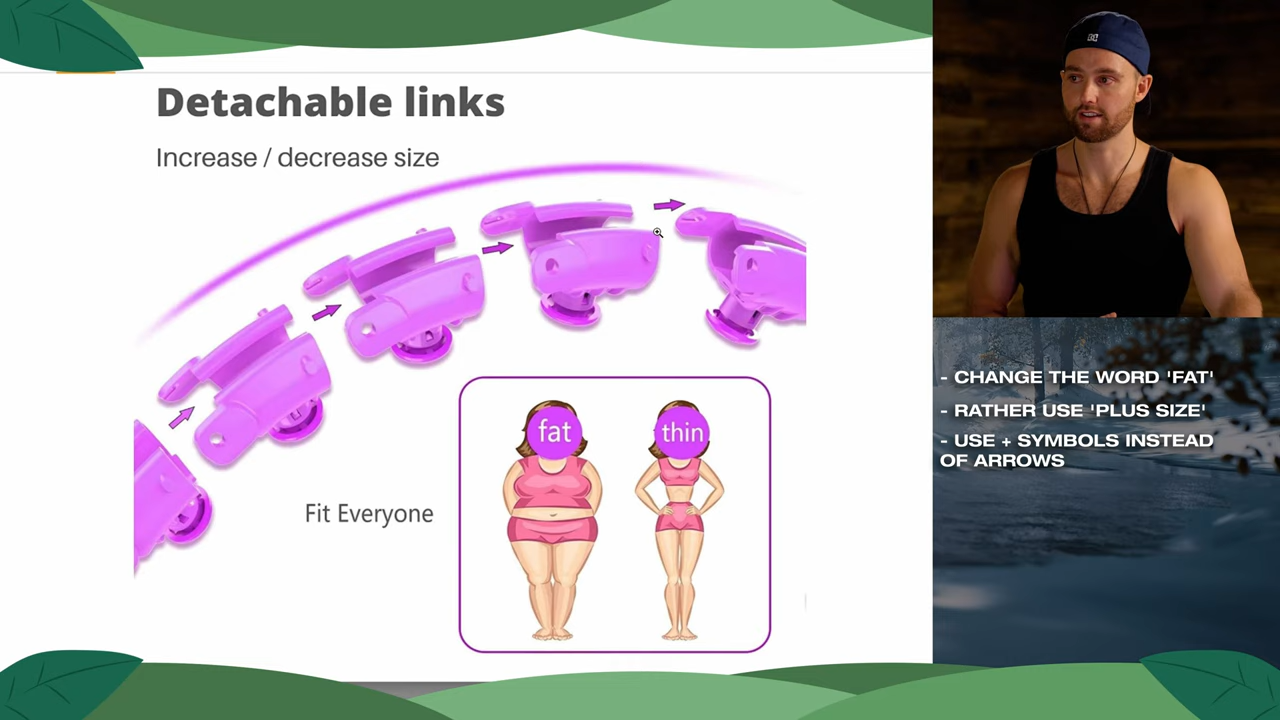 Detachable links
Increase / decrease size
fat
thin
Fit Everyone
- CHANGE THE WORD 'FAT'
- RATHER USE 'PLUS SIZE'
- USE + SYMBOLS INSTEAD
OF ARROWS